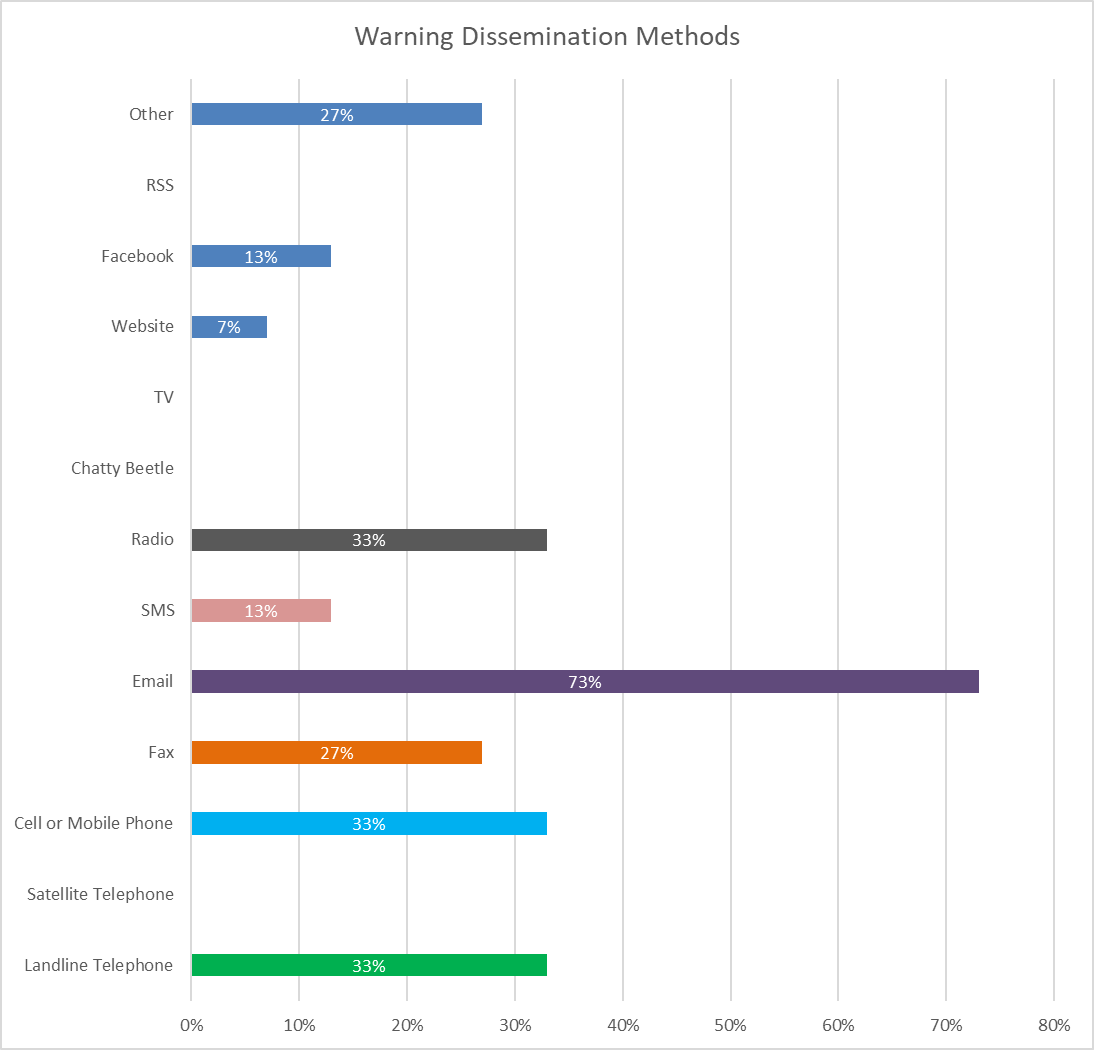 Warning Dissemination Methods
Other 27%
RSS
Facebook 13%
Website 7%
TV
Chatty Beetle
Radio 33%
SMS 13%
Email 73%
Fax 27%
Cell or Mobile Phone 33%
Satellite Telephone
Landline Telephone 33%
0% 10% 20% 30% 40% 50% 60% 70% 80%